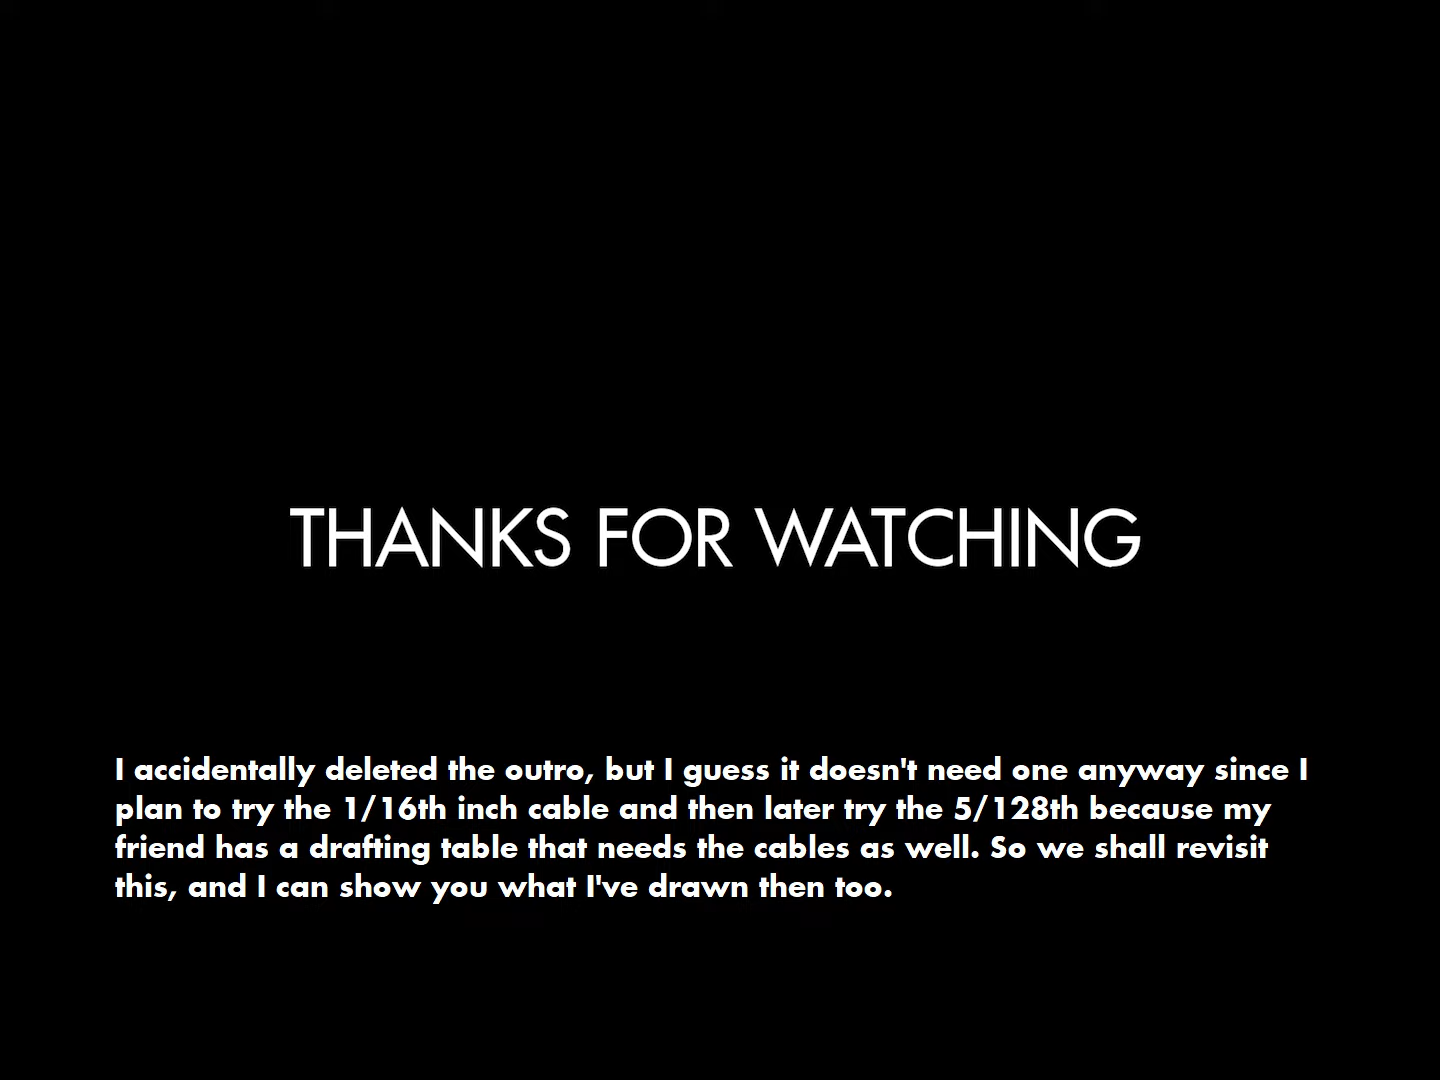 THANKS FOR WATCHING
I accidentally deleted the outro, but I guess it doesn't need one anyway since I
plan to try the 1/16th inch cable and then later try the 5/128th because my
friend has a drafting table that needs the cables as well. So we shall revisit
this, and I can show you what I've drawn then too.